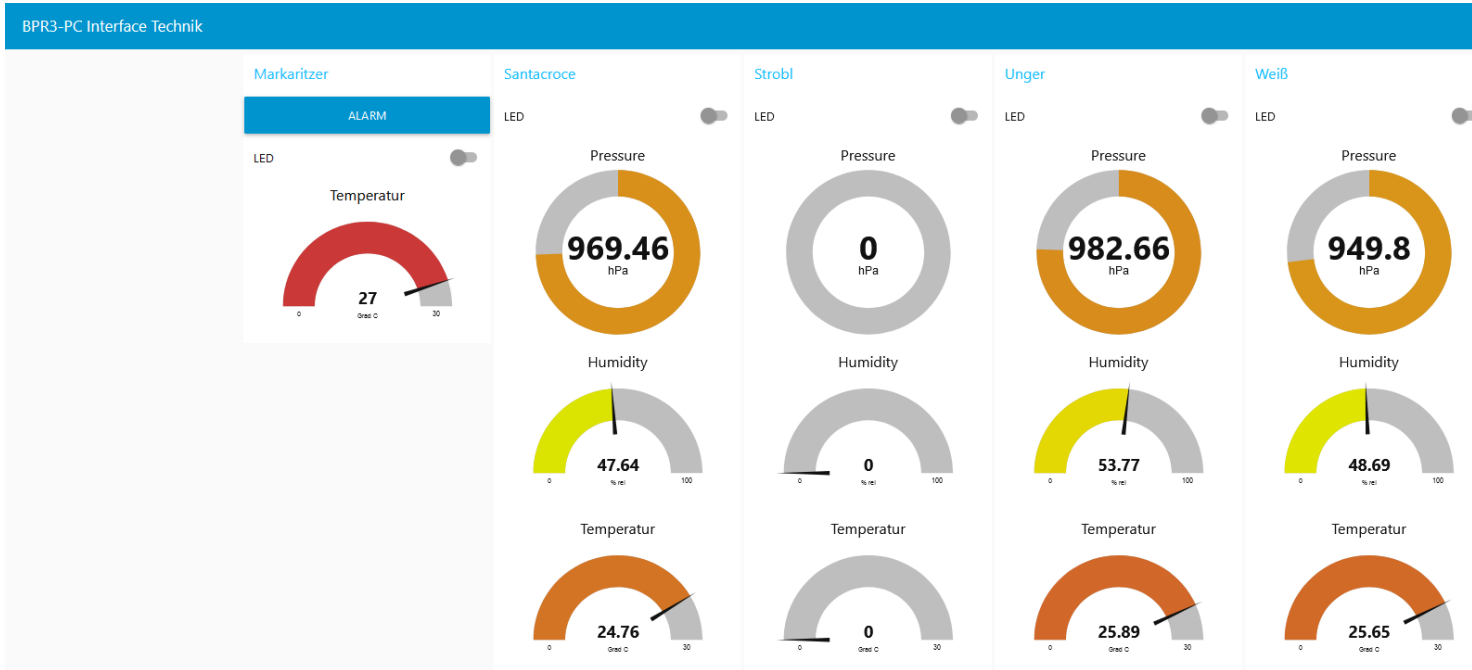 BPR3-PC Interface Technik
Markaritzer
ALARM
LED
Temperatur
27
Grad C
0
30
Santacroce
LED
Pressure
969.46
hPa
Humidity
47.64
% rel
0
100
Temperatur
24.76
Grad C
0
30
Strobl
LED
Pressure
0
hPa
Humidity
0
% rel
0
100
Temperatur
0
Grad C
0
30
Unger
LED
Pressure
982.66
hPa
Humidity
53.77
% rel
0
100
Temperatur
25.89
Grad C
0
30
Weiß
LED
Pressure
949.8
hPa
Humidity
48.69
% rel
0
100
Temperatur
25.65
Grad C
0
30